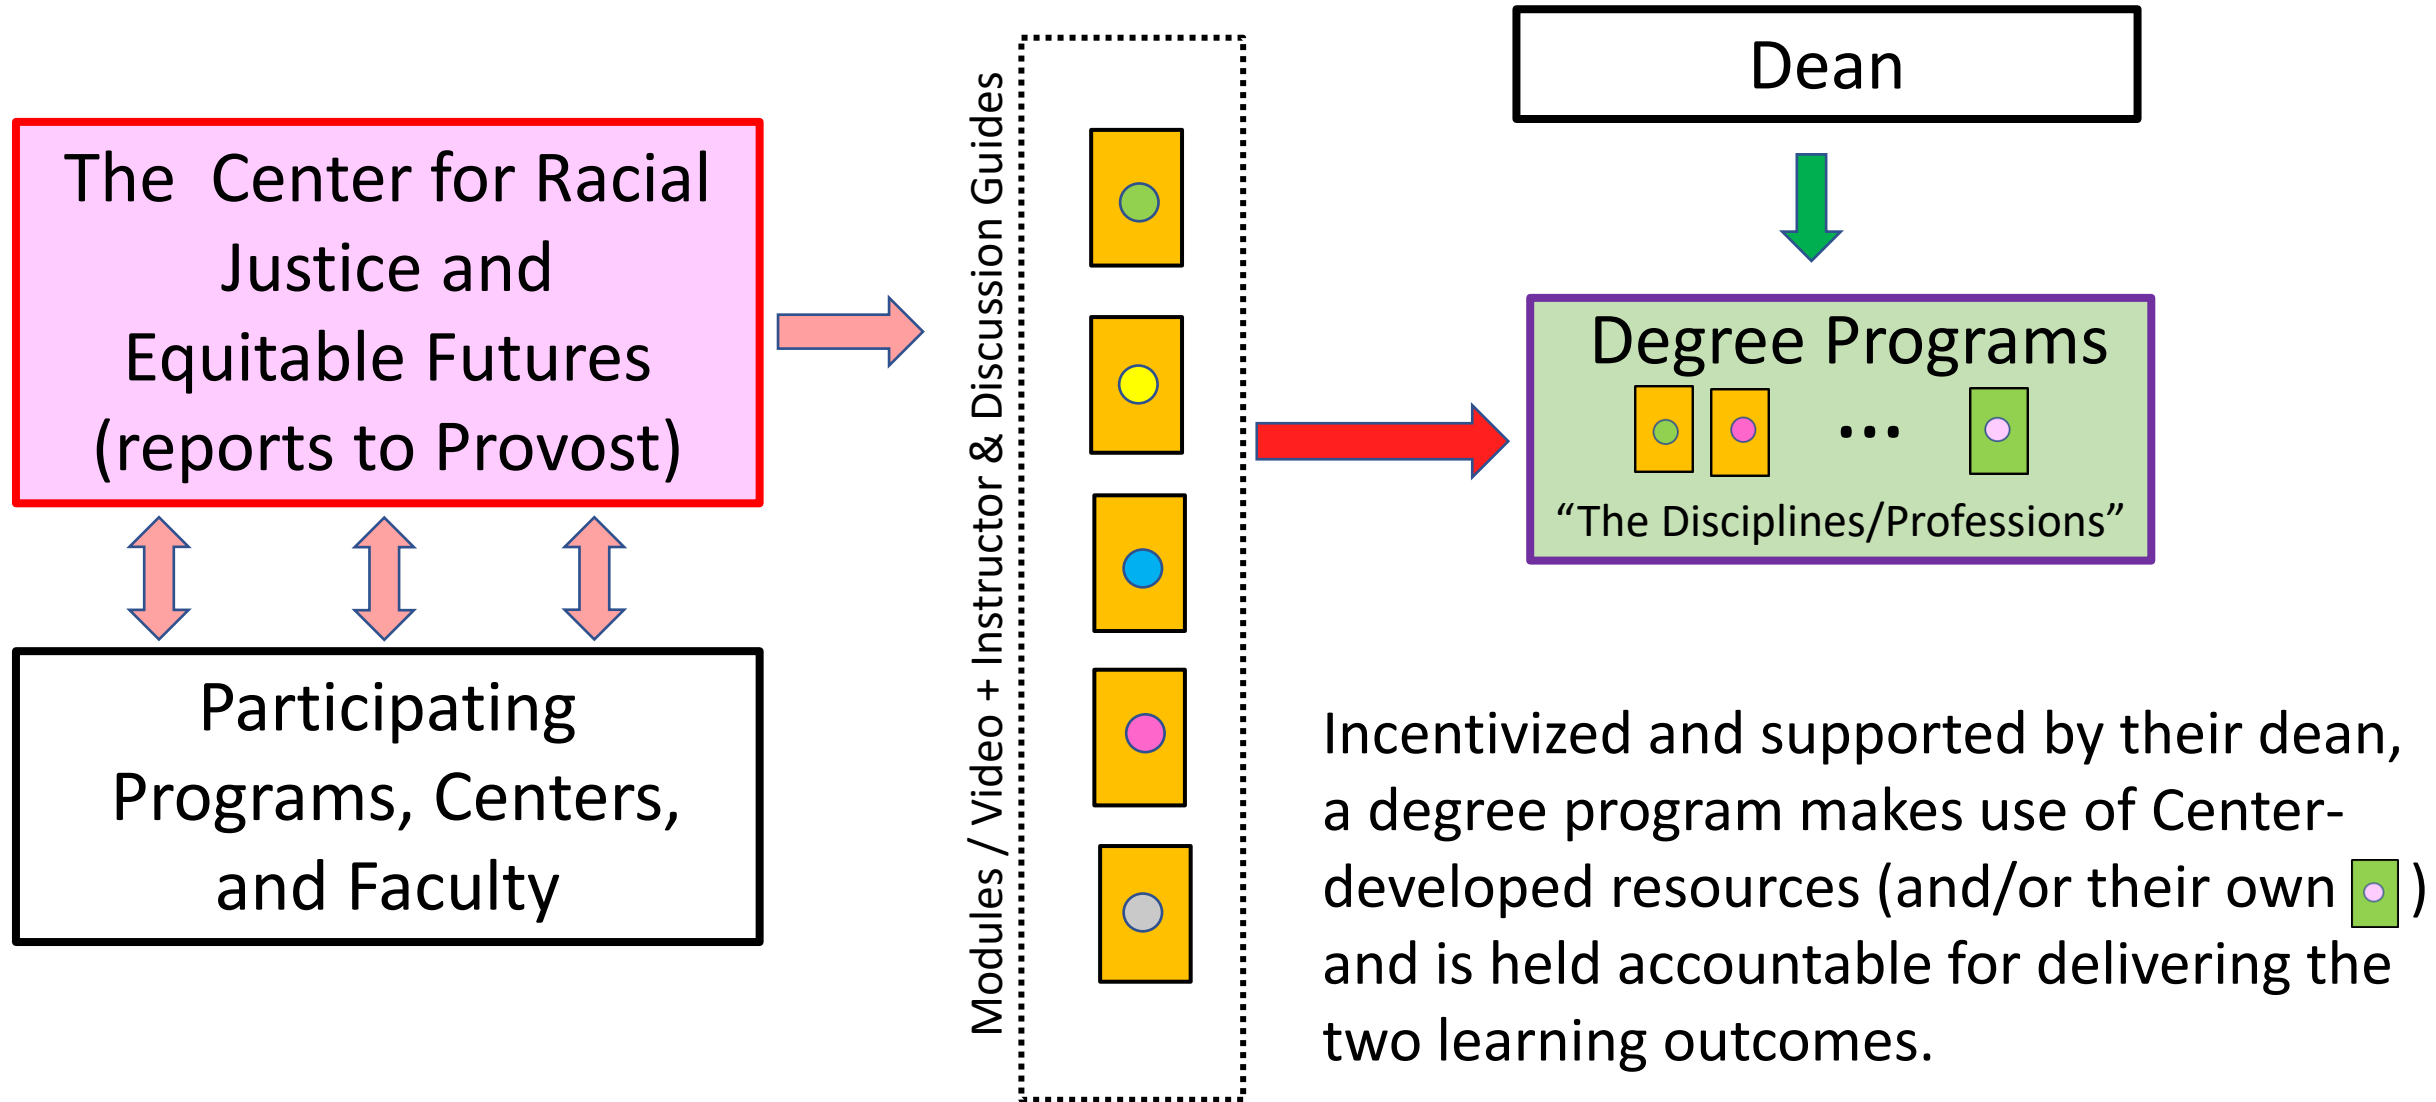 The  Center for Racial
Justice and
Equitable Futures
(reports to Provost)
Participating
Programs, Centers,
and Faculty
Modules / Video + Instructor & Discussion Guides
Dean
Degree Programs
...
“The Disciplines/Professions”
Incentivized and supported by their dean,
a degree program makes use of Center-
developed resources (and/or their own )
and is held accountable for delivering the
two learning outcomes.